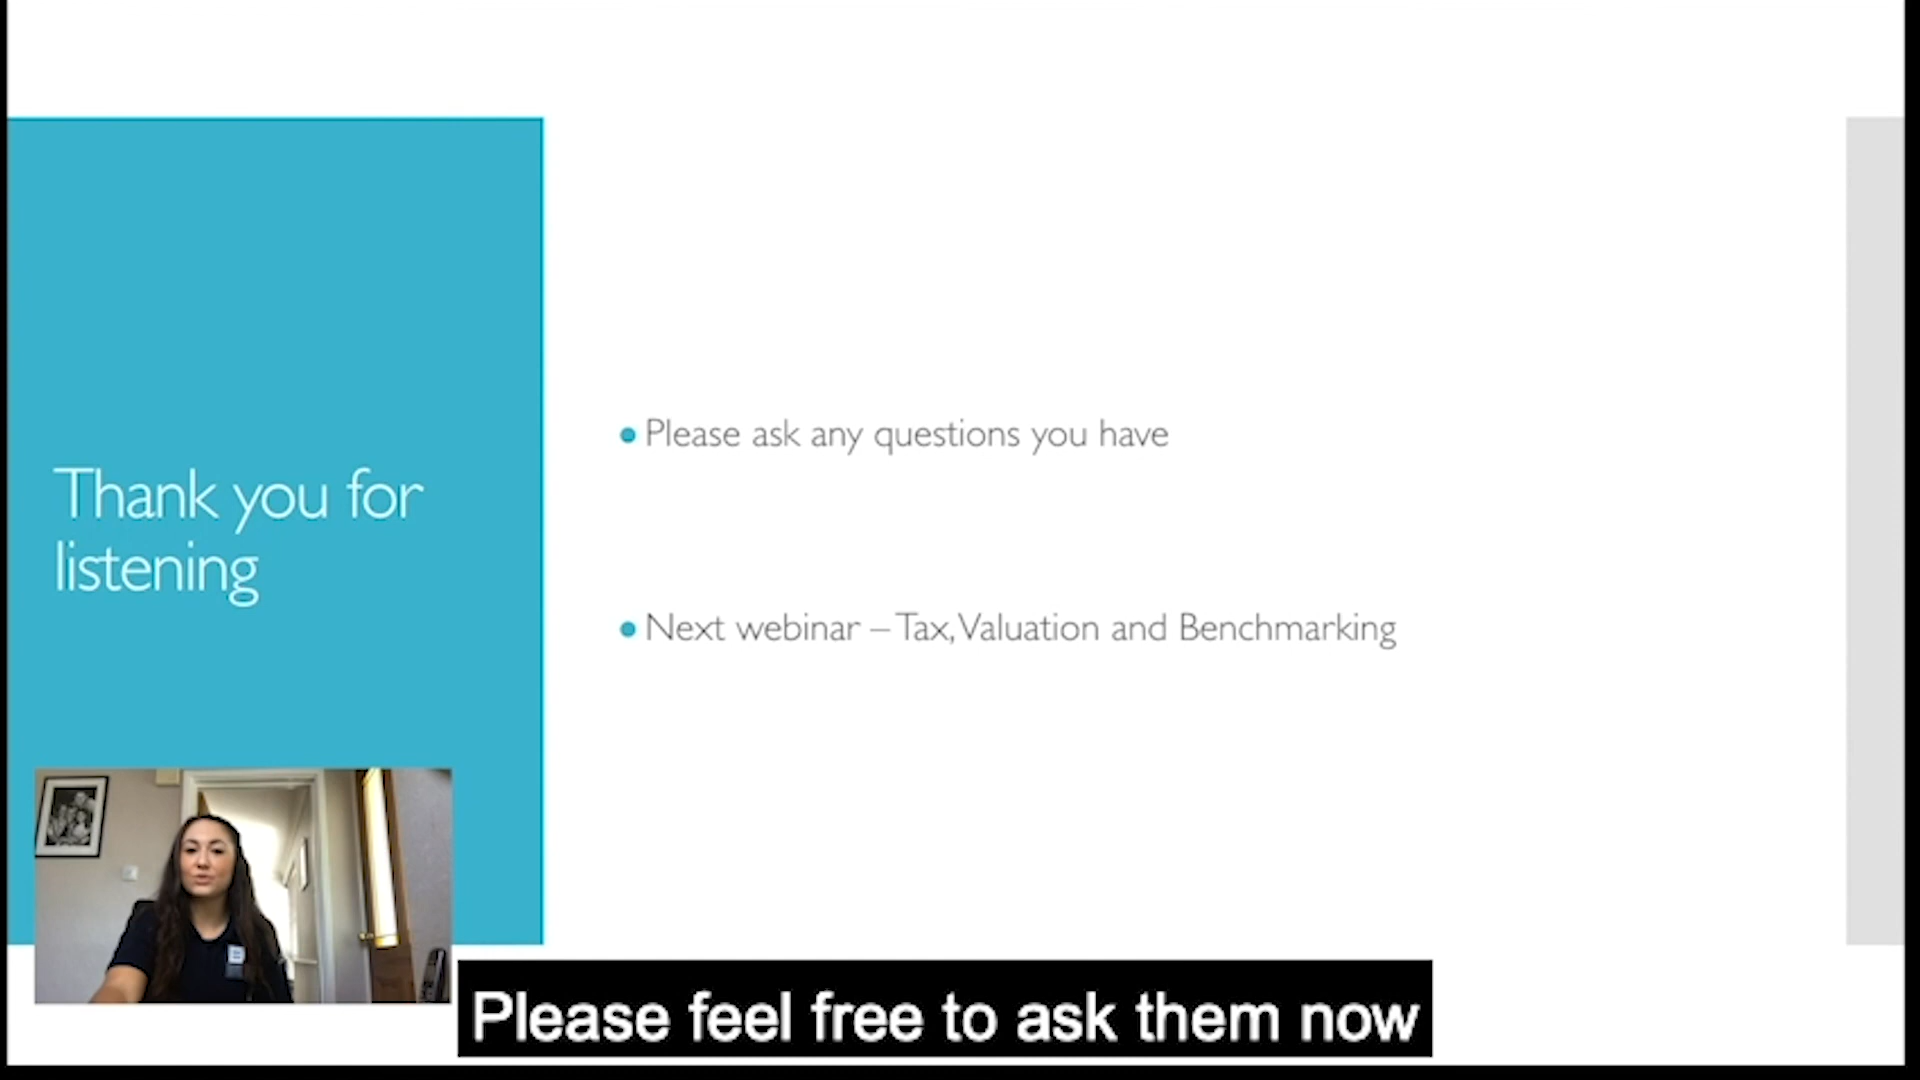 Thank you for
listening
• Please ask any questions you have
• Next webinar – Tax, Valuation and Benchmarking
Please feel free to ask them now